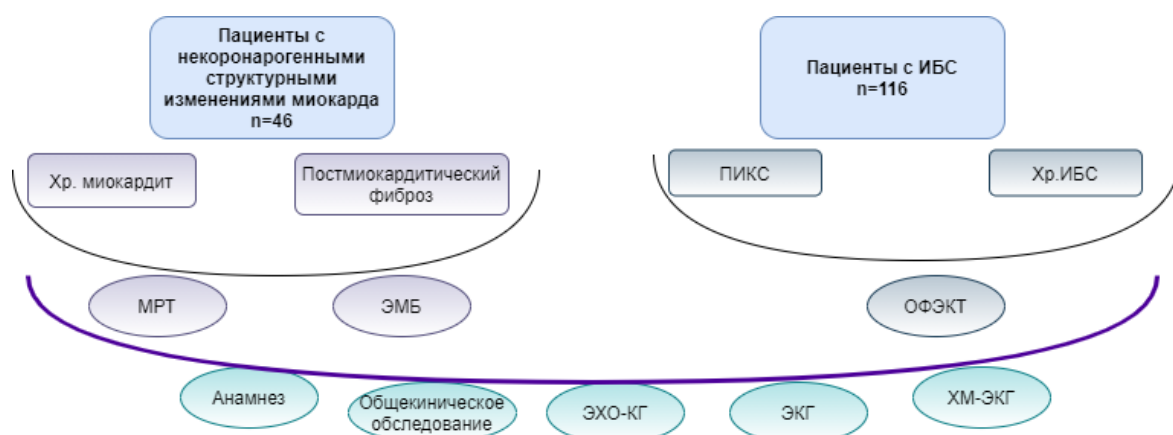 Пациенты с
некоронарогенными
структурными
изменениями миокарда
n=46
Пациенты с ИБС
n=116
Хр. миокардит
Постмиокардитический
фиброз
ПИКС
Хр.ИБС
МРТ
ЭМБ
ОФЭКТ
Анамнез
Общекиническое
обследование
ЭХО-КГ
ЭКГ
ХМ-ЭКГ